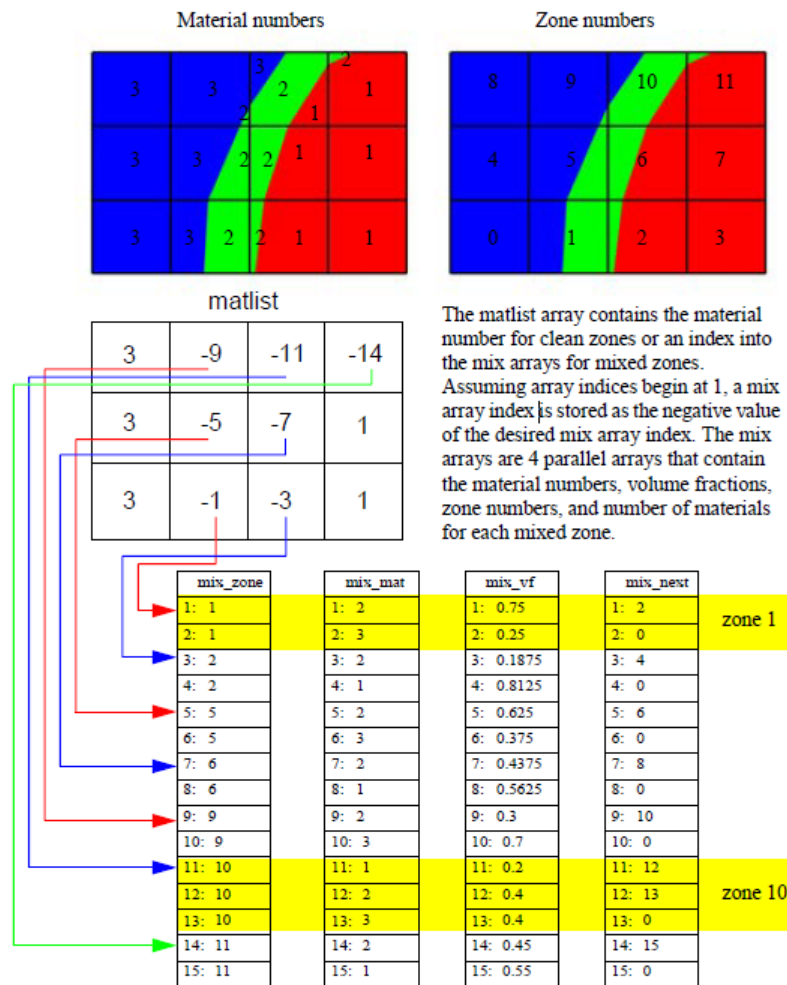 Material numbers
Zone numbers
3 3 3 2 2 2 1 1
3 3 2 2 1 1
3 3 2 2 1 1
8 9 10 11
4 5 6 7
0 1 2 3
matlist
3 -9 -11 -14
3 -5 -7 1
3 -1 -3 1
The matlist array contains the material
number for clean zones or an index into
the mix arrays for mixed zones.
Assuming array indices begin at 1, a mix
array index is stored as the negative value
of the desired mix array index. The mix
arrays are 4 parallel arrays that contain
the material numbers, volume fractions,
zone numbers, and number of materials
for each mixed zone.
mix_zone mix_mat mix_vf mix_next
1: 1 1: 2 1: 0.75 1: 2
zone 1
2: 1 2: 3 2: 0.25 2: 0
3: 2 3: 2 3: 0.1875 3: 4
4: 2 4: 1 4: 0.8125 4: 0
5: 5 5: 2 5: 0.625 5: 6
6: 5 6: 3 6: 0.375 6: 0
7: 6 7: 2 7: 0.4375 7: 8
8: 6 8: 1 8: 0.5625 8: 0
9: 9 9: 2 9: 0.3 9: 10
10: 9 10: 3 10: 0.7 10: 0
11: 10 11: 1 11: 0.2 11: 12
12: 10 12: 2 12: 0.4 12: 13
zone 10
13: 10 13: 3 13: 0.4 13: 0
14: 11 14: 2 14: 0.45 14: 15
15: 11 15: 1 15: 0.55 15: 0